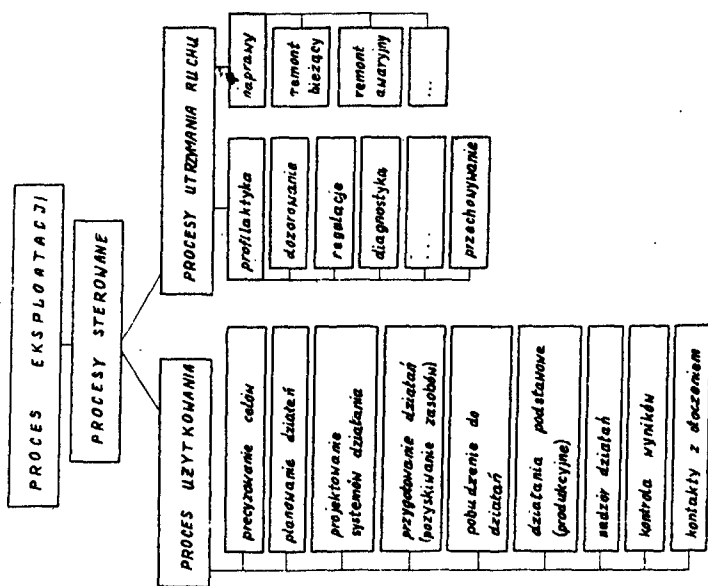 PROCES EKSPLOATACJI
PROCESY STEROWANE
PROCES UŻYTKOWANIA
precyzowanie celów
planowanie działań
projektowanie
systemów działania
przygotowanie działań
(pozyskiwanie zasobów)
pobudzenie do
działań
działania podstawowe
(produkcyjne)
nadzór działań
kontrola wyników
kontakty z otoczeniem
PROCESY UTRZYMANIA RUCHU
profilaktyka
dozorowanie
regulacje
diagnostyka
...
przechowywanie
naprawy
remont
bieżący
remont
awaryjny
...